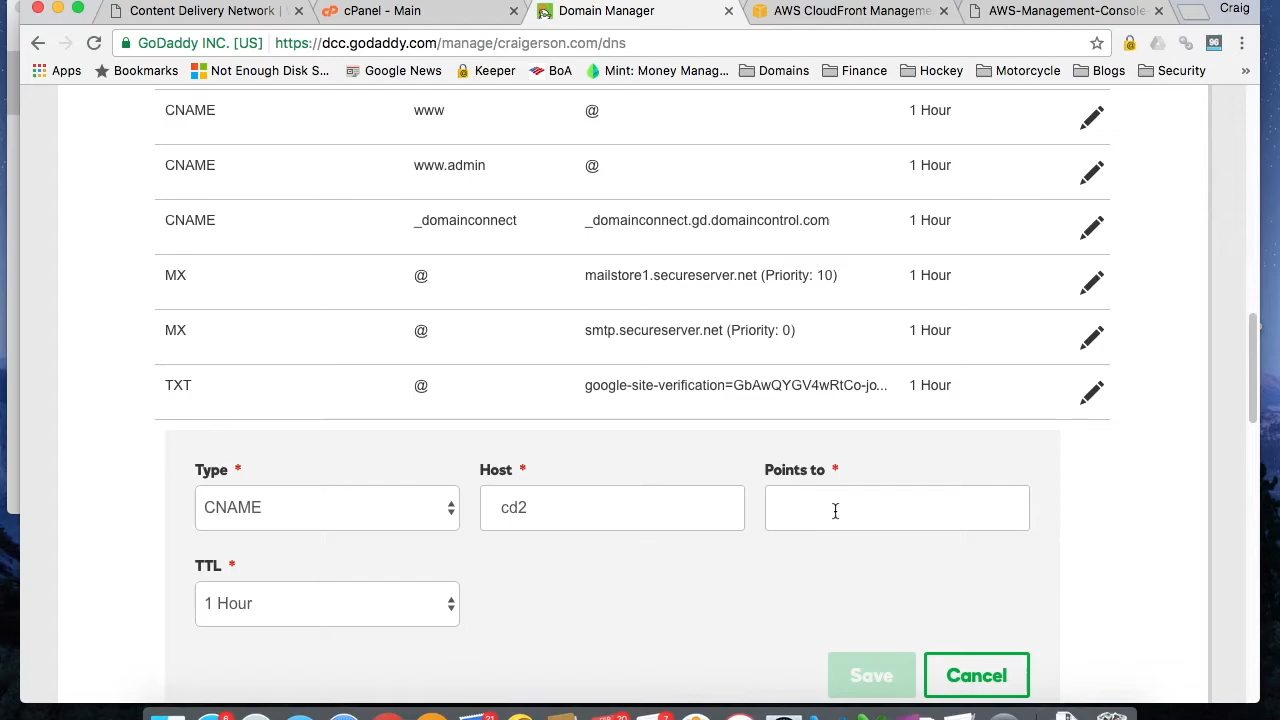 Content Delivery Network |
cPanel - Main
Domain Manager
AWS CloudFront Manageme
AWS-Management-Console
Craig
GoDaddy INC. [US] https://dcc.godaddy.com/manage/craigerson.com/dns
96
Apps Bookmarks Not Enough Disk S... Google News Keeper BoA Mint: Money Manag... Domains Finance Hockey Motorcycle Blogs Security »
CNAME www @ 1 Hour
CNAME www.admin @ 1 Hour
CNAME _domainconnect _domainconnect.gd.domaincontrol.com 1 Hour
MX @ mailstore1.secureserver.net (Priority: 10) 1 Hour
MX @ smtp.secureserver.net (Priority: 0) 1 Hour
TXT @ google-site-verification=GbAwQYGV4wRtCo-jo... 1 Hour
Type * Host * Points to *
CNAME cd2
TTL *
1 Hour
Save Cancel